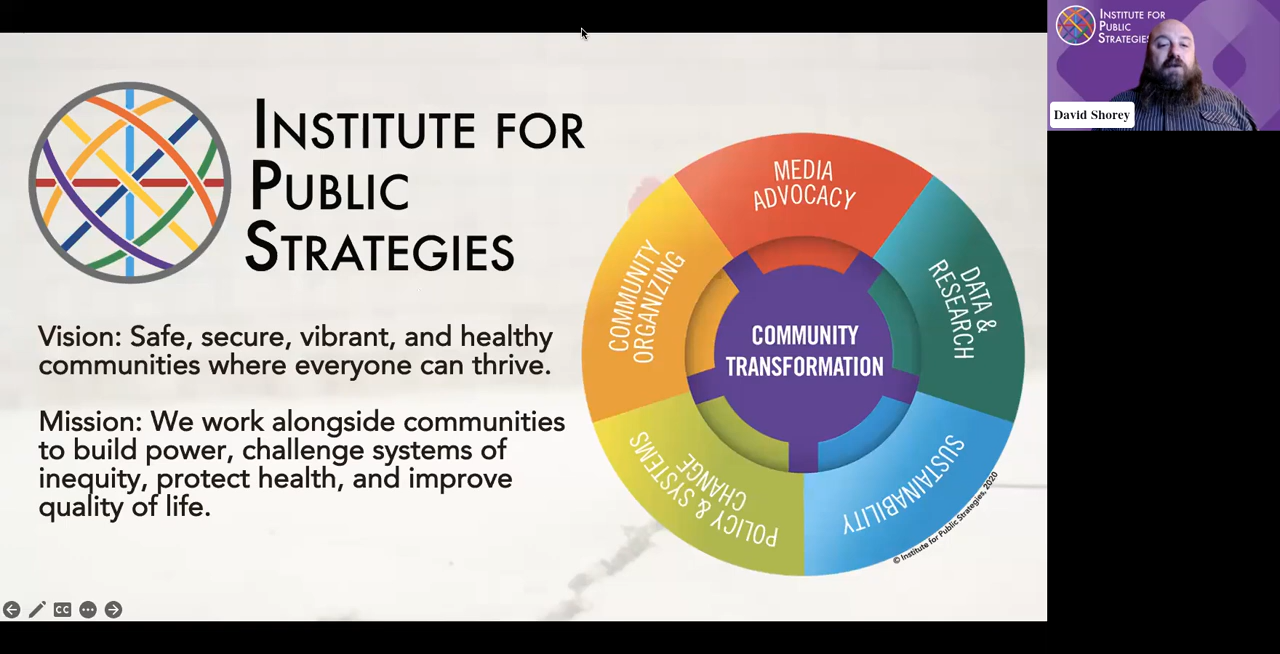 INSTITUTE FOR
PUBLIC
STRATEGIES
Vision: Safe, secure, vibrant, and healthy
communities where everyone can thrive.
Mission: We work alongside communities
to build power, challenge systems of
inequity, protect health, and improve
quality of life.
MEDIA
ADVOCACY
DATA &
RESEARCH
SUSTAINABILITY
POLICY & SYSTEMS
CHANGE
COMMUNITY
ORGANIZING
COMMUNITY
TRANSFORMATION
© Institute for Public Strategies, 2020
CC
INSTITUTE FOR
PUBLIC
STRATEGIES
David Shorey